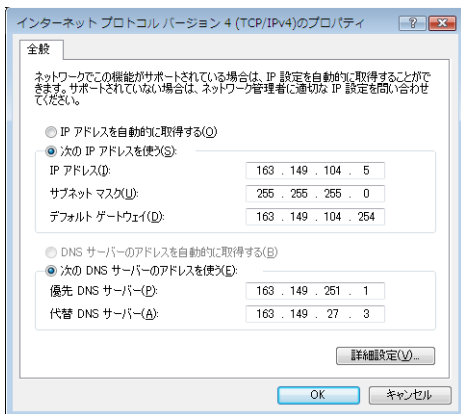 インターネット プロトコル バージョン 4 (TCP/IPv4)のプロパティ
全般
ネットワークでこの機能がサポートされている場合は、IP 設定を自動的に取得することがで
きます。サポートされていない場合は、ネットワーク管理者に適切な IP 設定を問い合わせ
てください。
IP アドレスを自動的に取得する(O)
次の IP アドレスを使う(S):
IP アドレス(I): 163 . 149 . 104 . 5
サブネット マスク(U): 255 . 255 . 255 . 0
デフォルト ゲートウェイ(D): 163 . 149 . 104 . 254
DNS サーバーのアドレスを自動的に取得する(B)
次の DNS サーバーのアドレスを使う(E):
優先 DNS サーバー(P): 163 . 149 . 251 . 1
代替 DNS サーバー(A): 163 . 149 . 27 . 3
詳細設定(V)...
OK キャンセル